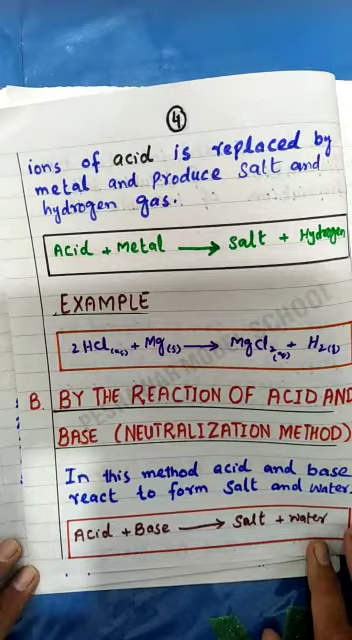 4
ions of acid is replaced by
metal and produce salt and
hydrogen gas.
Acid + Metal ⟶ Salt + Hydrogen
EXAMPLE
2HCl(aq) + Mg(s) ⟶ MgCl2(aq) + H2(g)
B. BY THE REACTION OF ACID AND
BASE (NEUTRALIZATION METHOD)
In this method acid and base
react to form salt and water.
Acid + Base ⟶ Salt + water